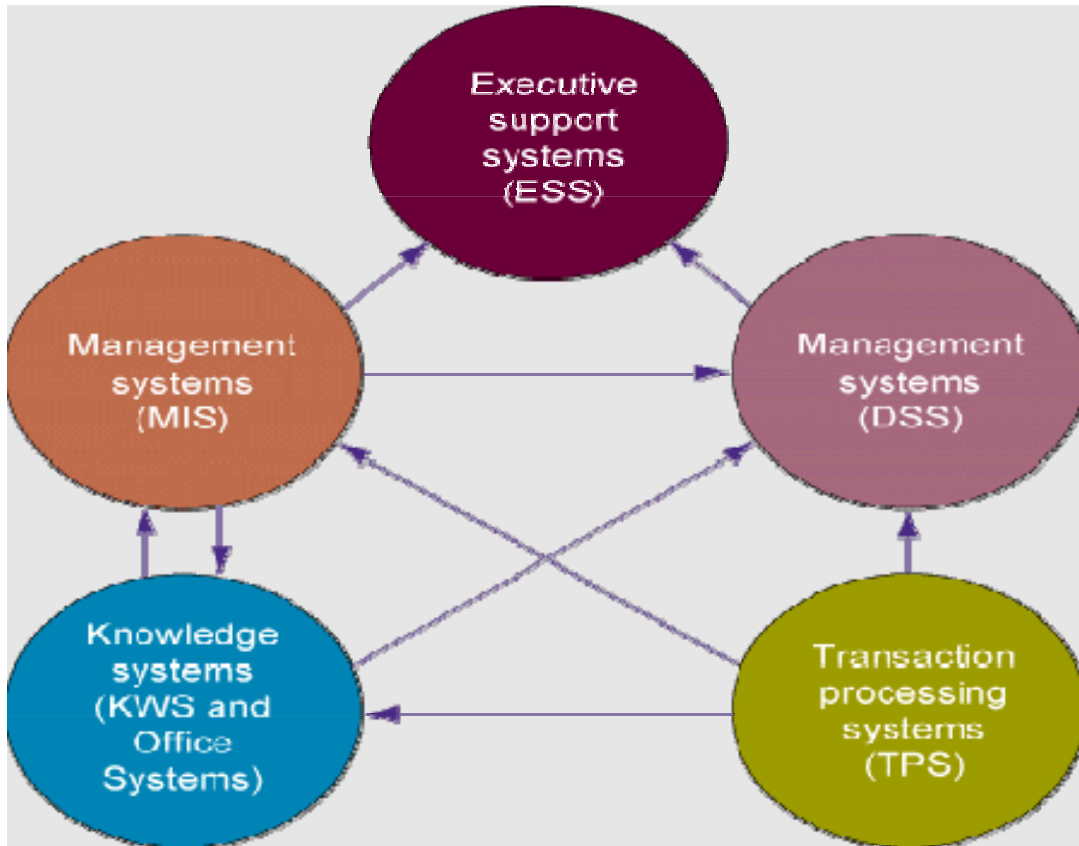 Executive
support
systems
(ESS)
Management
systems
(MIS)
Management
systems
(DSS)
Knowledge
systems
(KWS and
Office
Systems)
Transaction
processing
systems
(TPS)